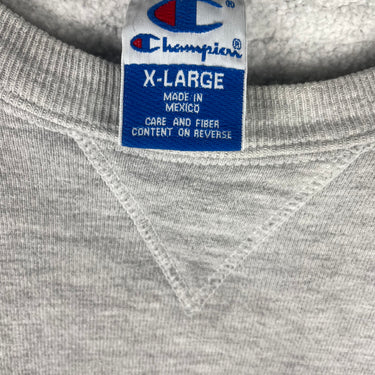 ®
Champion®
X-LARGE
MADE IN
MEXICO
CARE AND FIBER
CONTENT ON REVERSE